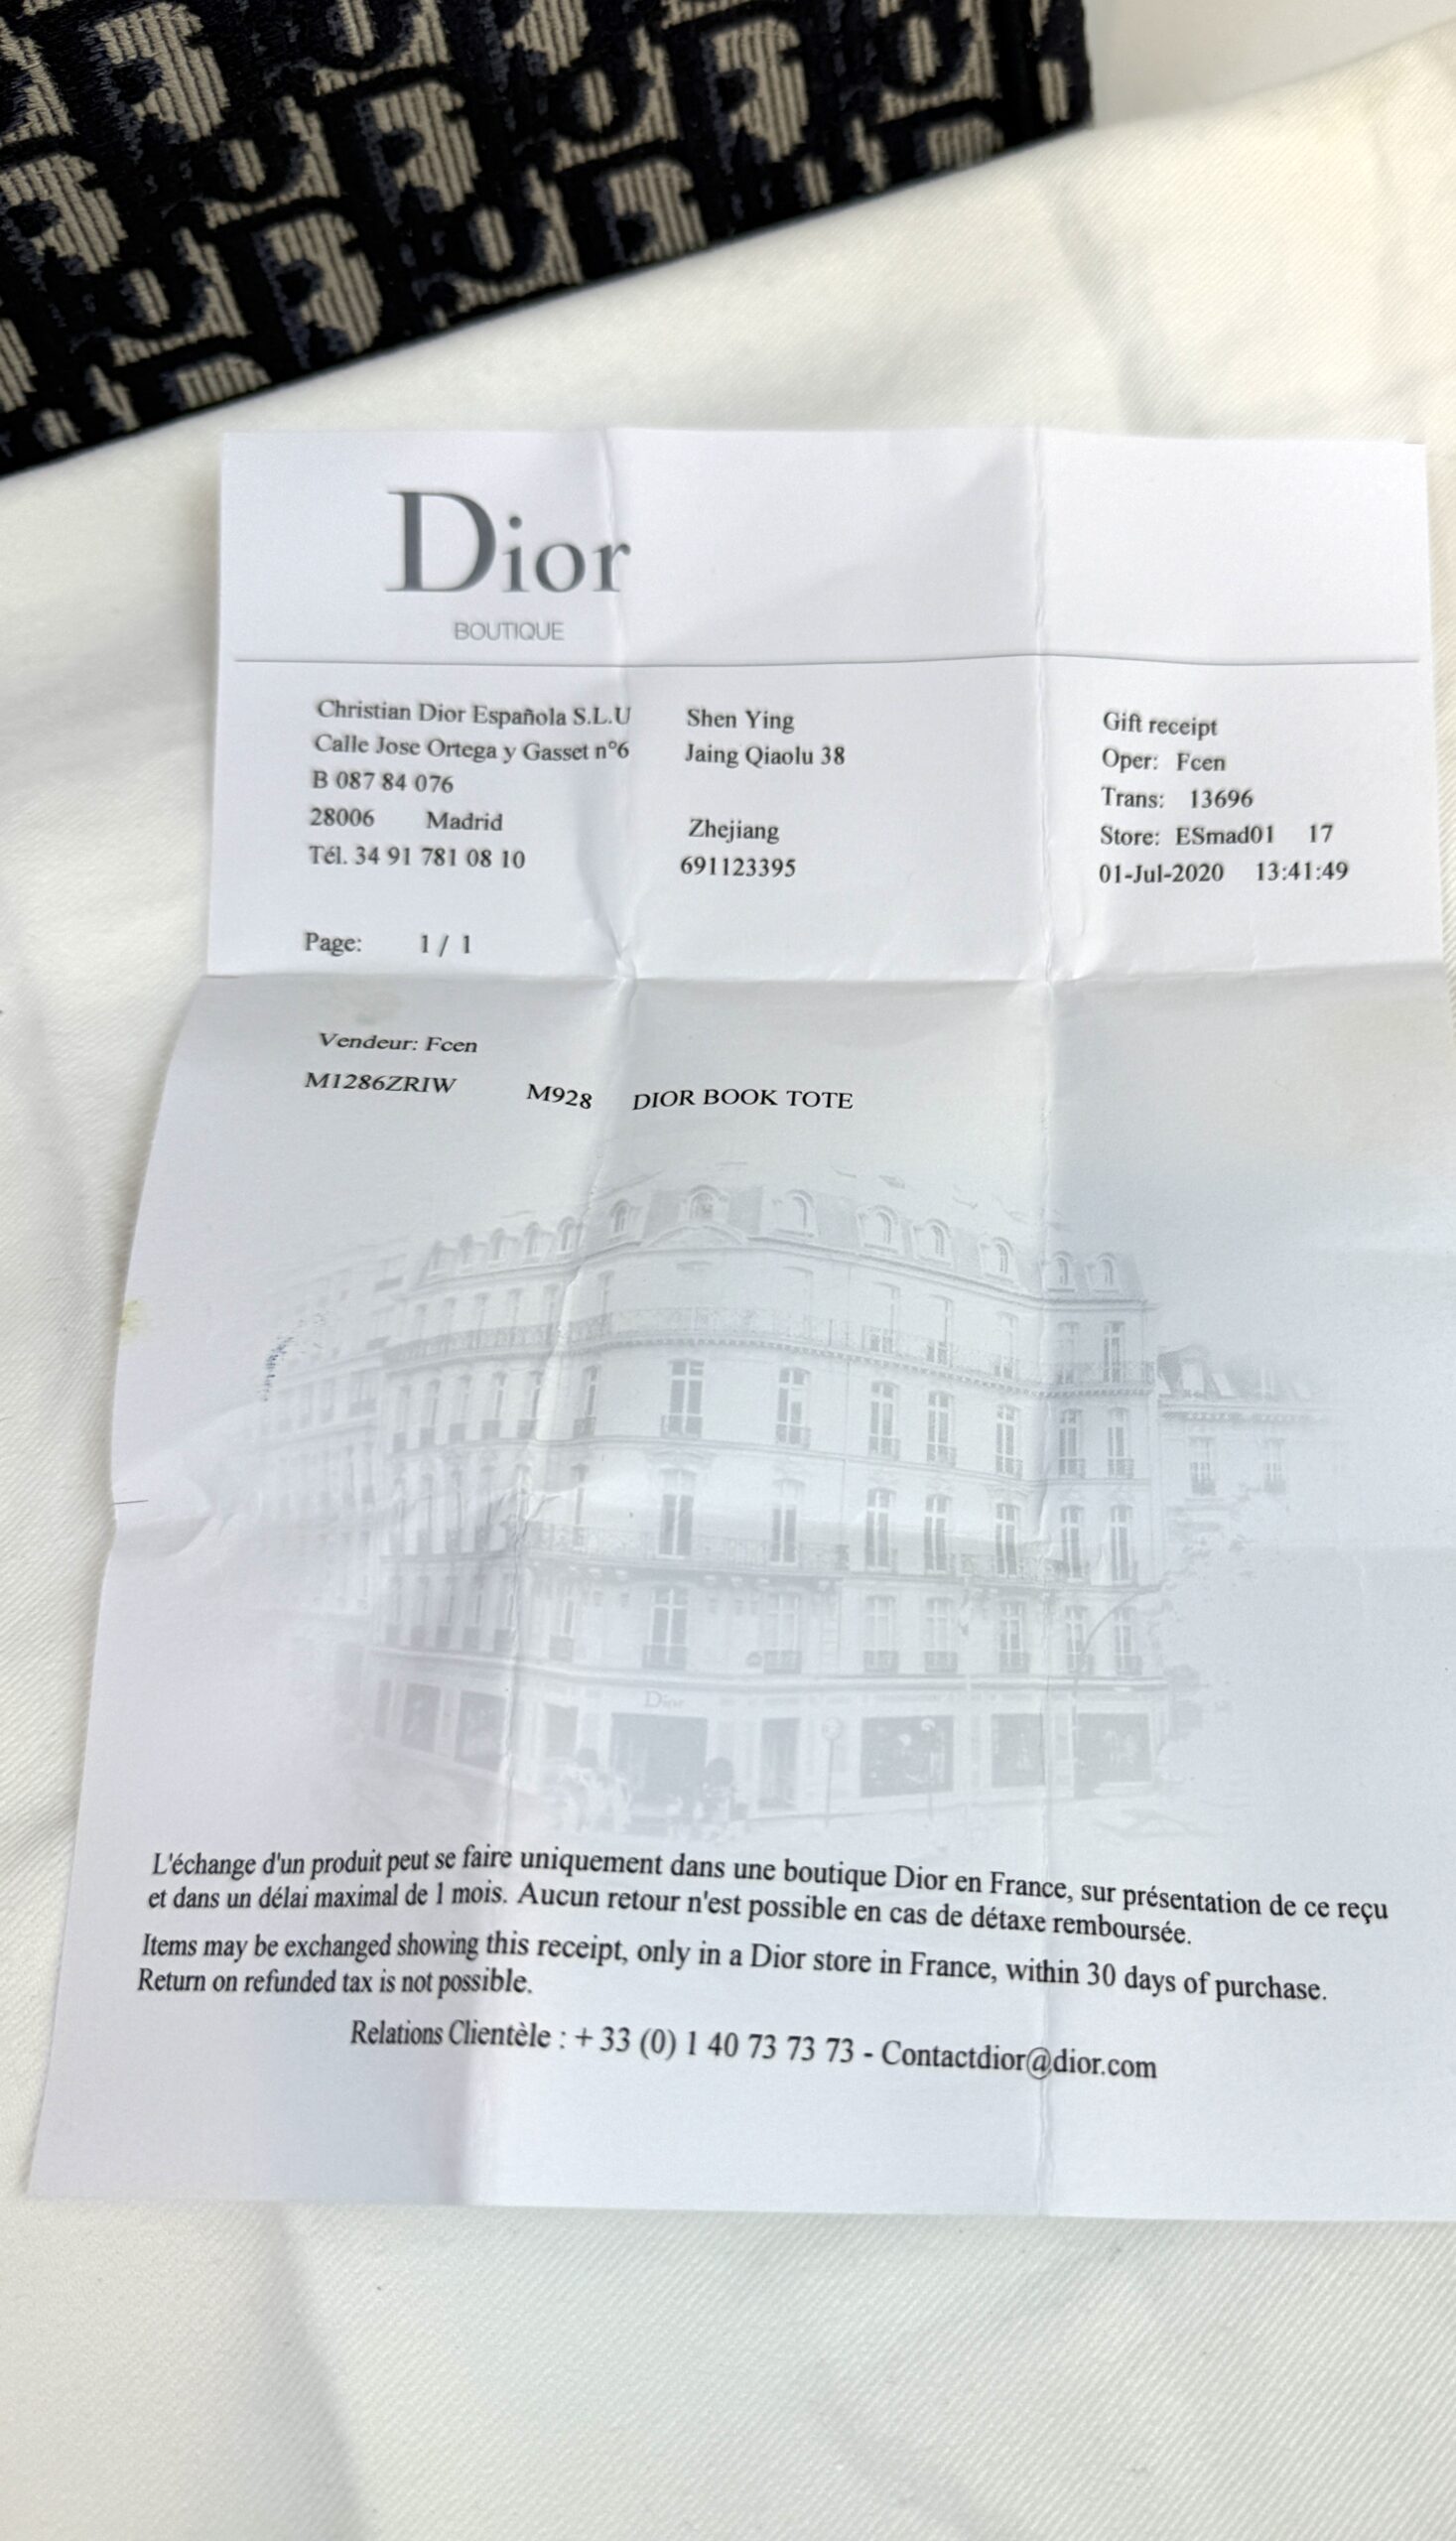 Dior
BOUTIQUE
Christian Dior Española S.L.U
Calle Jose Ortega y Gasset n°6
B 087 84 076
28006 Madrid
Tél. 34 91 781 08 10
Page: 1 / 1
Shen Ying
Jaing Qiaolu 38
Zhejiang
691123395
Gift receipt
Oper: Fcen
Trans: 13696
Store: ESmad01 17
01-Jul-2020 13:41:49
Vendeur: Fcen
M1286ZRIW M928 DIOR BOOK TOTE
Dior
L'échange d'un produit peut se faire uniquement dans une boutique Dior en France, sur présentation de ce reçu
et dans un délai maximal de 1 mois. Aucun retour n'est possible en cas de détaxe remboursée.
Items may be exchanged showing this receipt, only in a Dior store in France, within 30 days of purchase.
Return on refunded tax is not possible.
Relations Clientèle : + 33 (0) 1 40 73 73 73 - Contactdior@dior.com